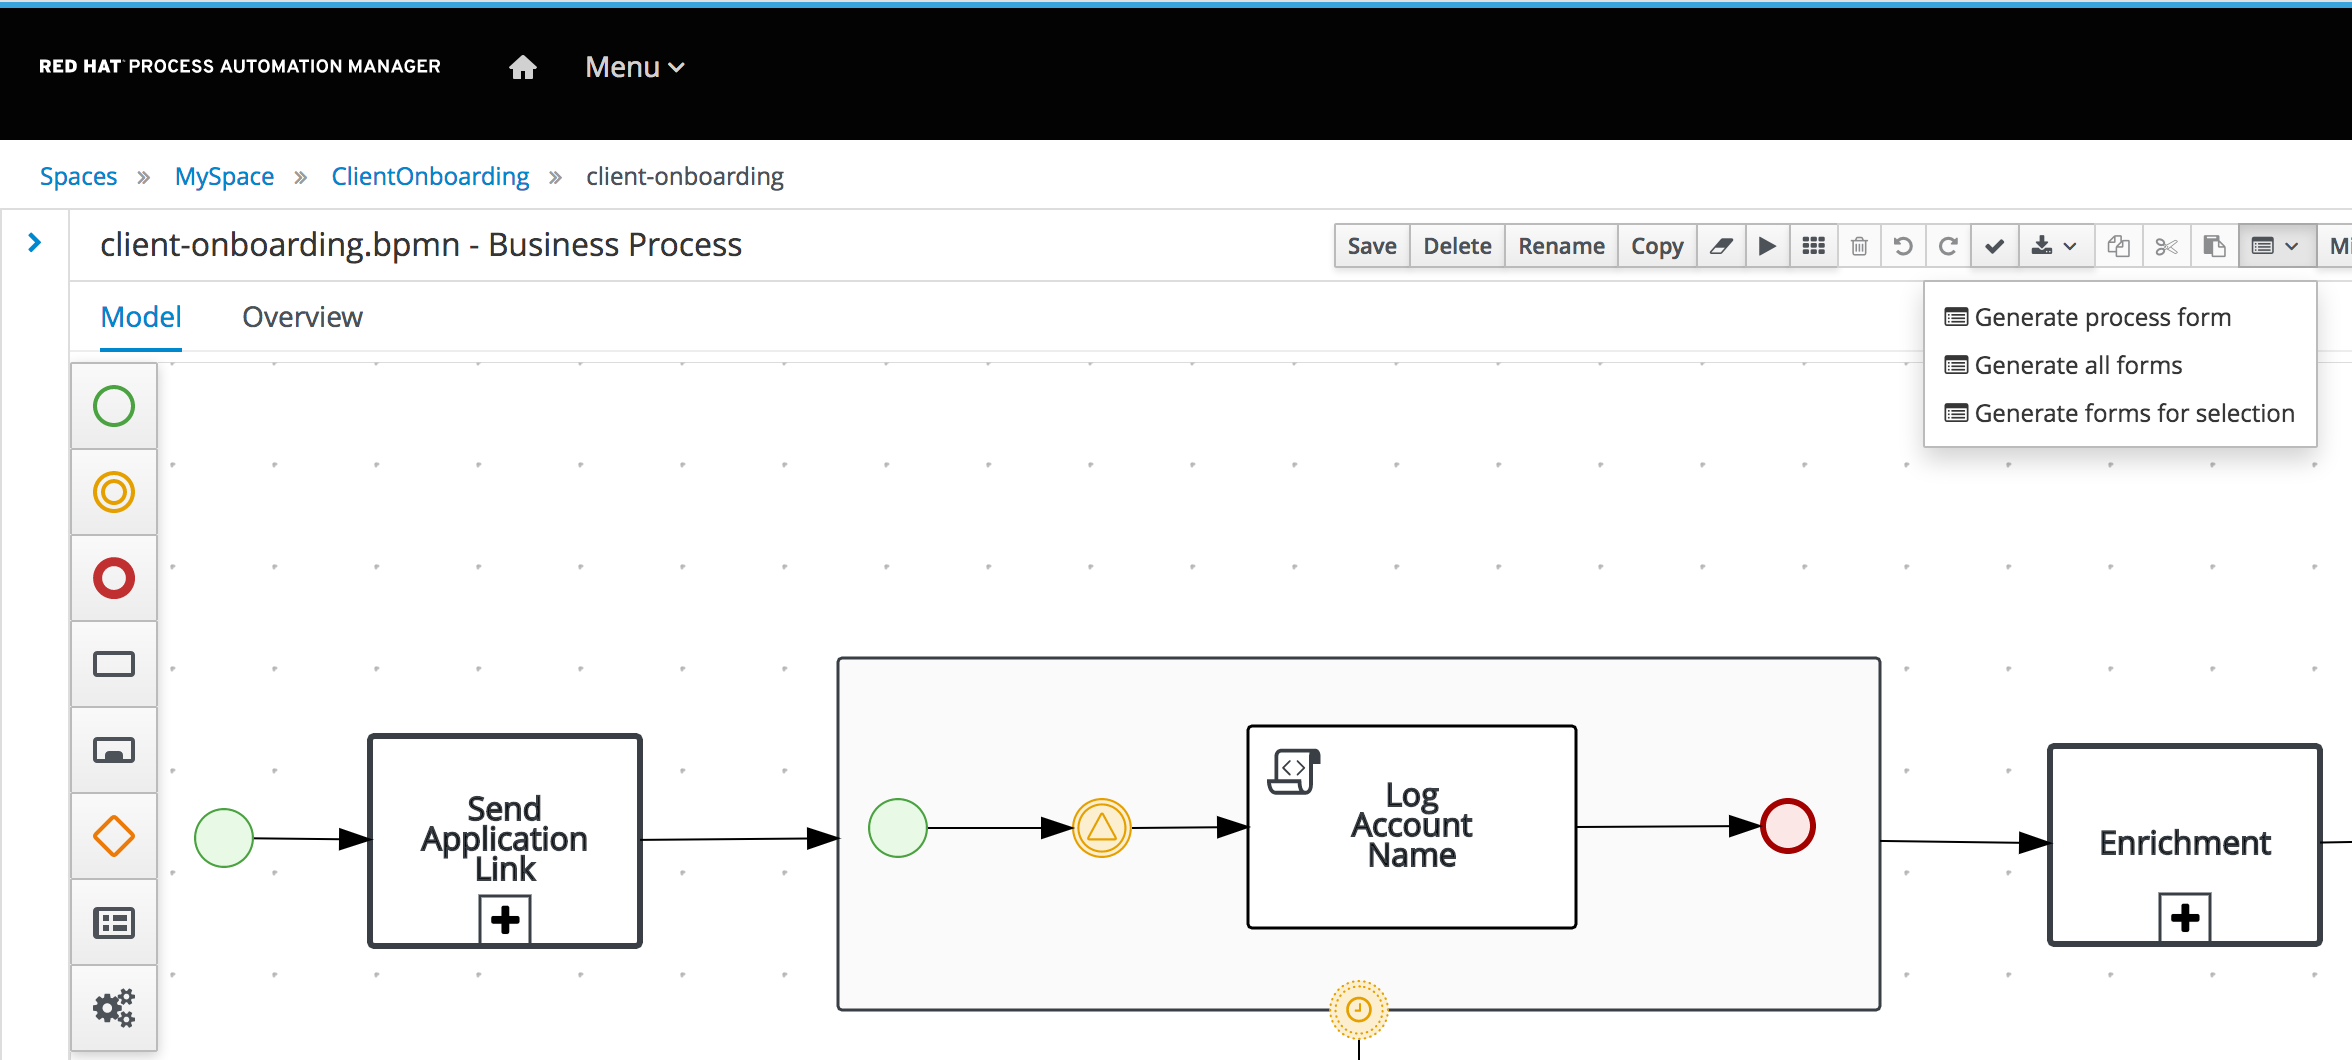 RED HAT PROCESS AUTOMATION MANAGER
Menu
Spaces » MySpace » ClientOnboarding » client-onboarding
client-onboarding.bpmn - Business Process
Save Delete Rename Copy
Model Overview
Generate process form
Generate all forms
Generate forms for selection
Send
Application
Link
Log
Account
Name
Enrichment